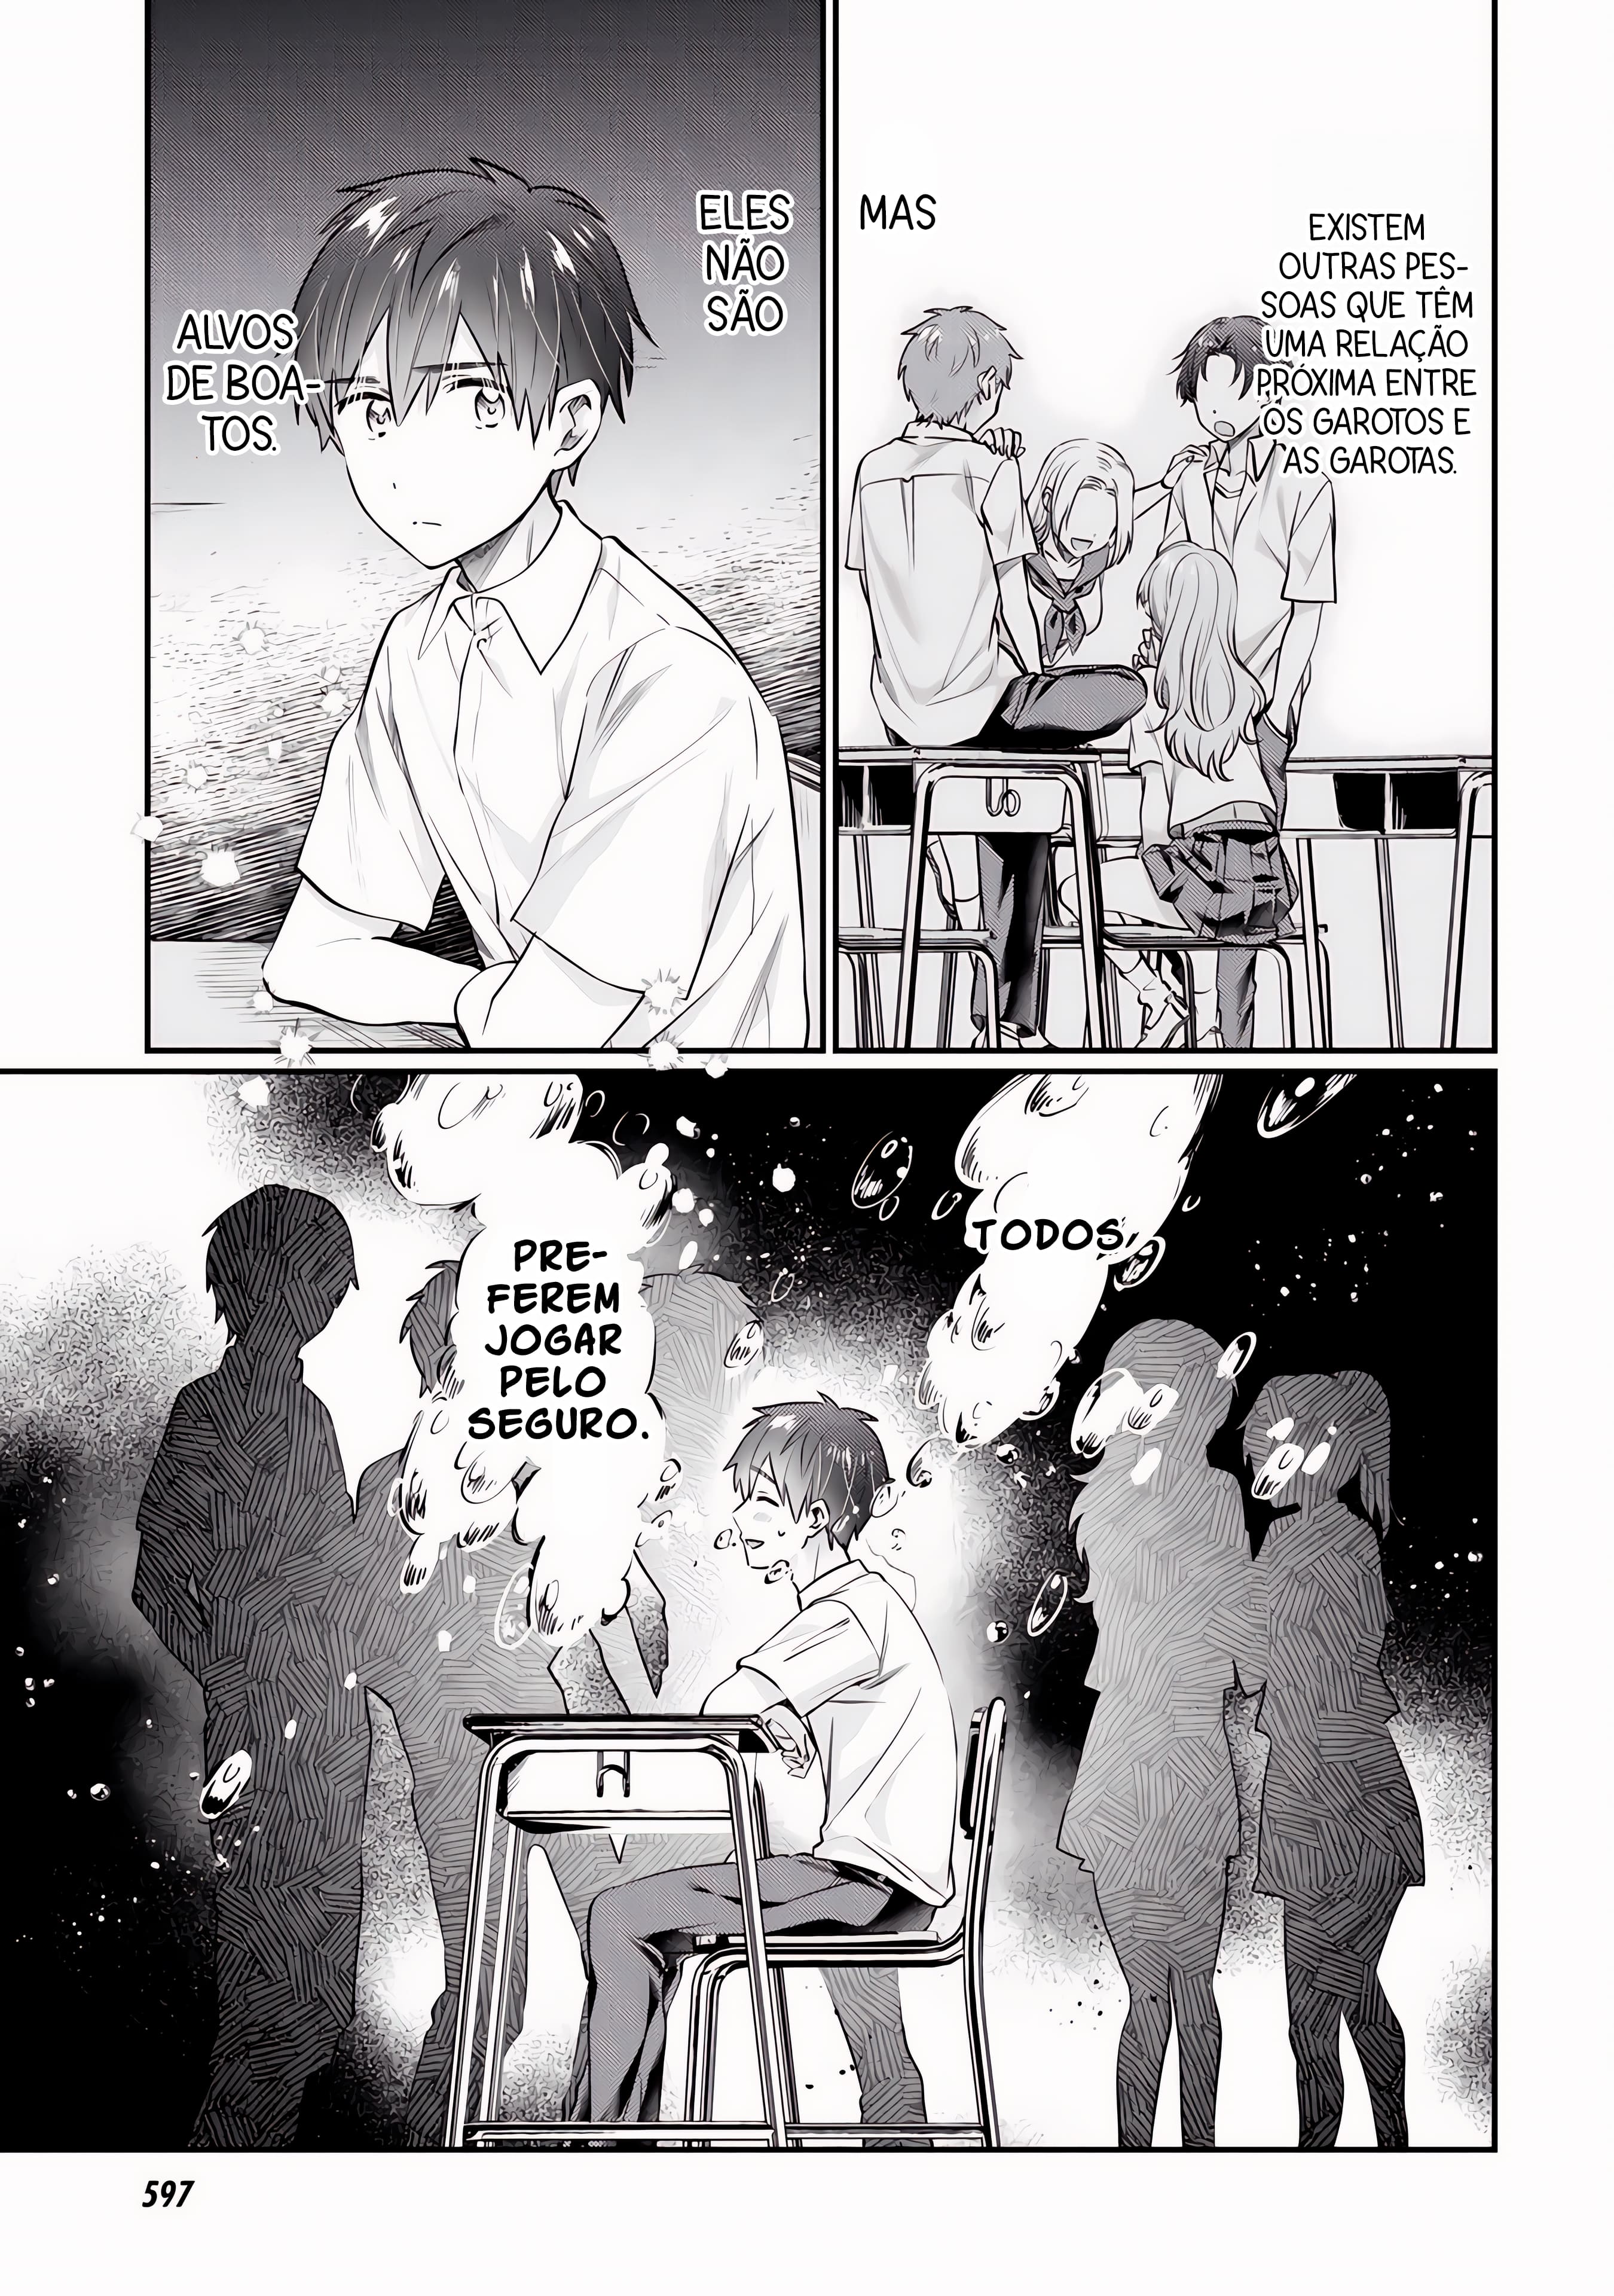 EXISTEM
OUTRAS PES-
SOAS QUE TÊM
UMA RELAÇÃO
PRÓXIMA ENTRE
OS GAROTOS E
AS GAROTAS.
MAS
ELES
NÃO
SÃO
ALVOS
DE BOA-
TOS.
TODOS,
PRE-
FEREM
JOGAR
PELO
SEGURO.
597